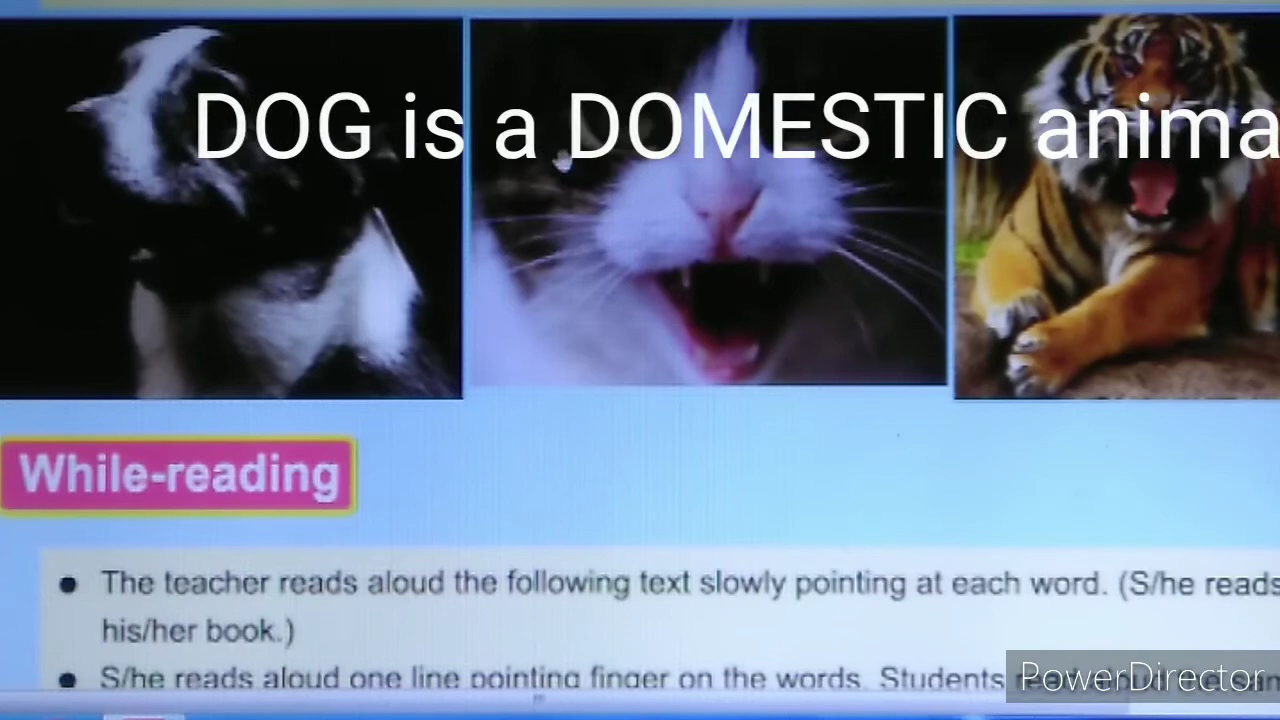 DOG is a DOMESTIC anima
While-reading
● The teacher reads aloud the following text slowly pointing at each word. (S/he reads
his/her book.)
● S/he reads aloud one line pointing finger on the words. Students
PowerDirector